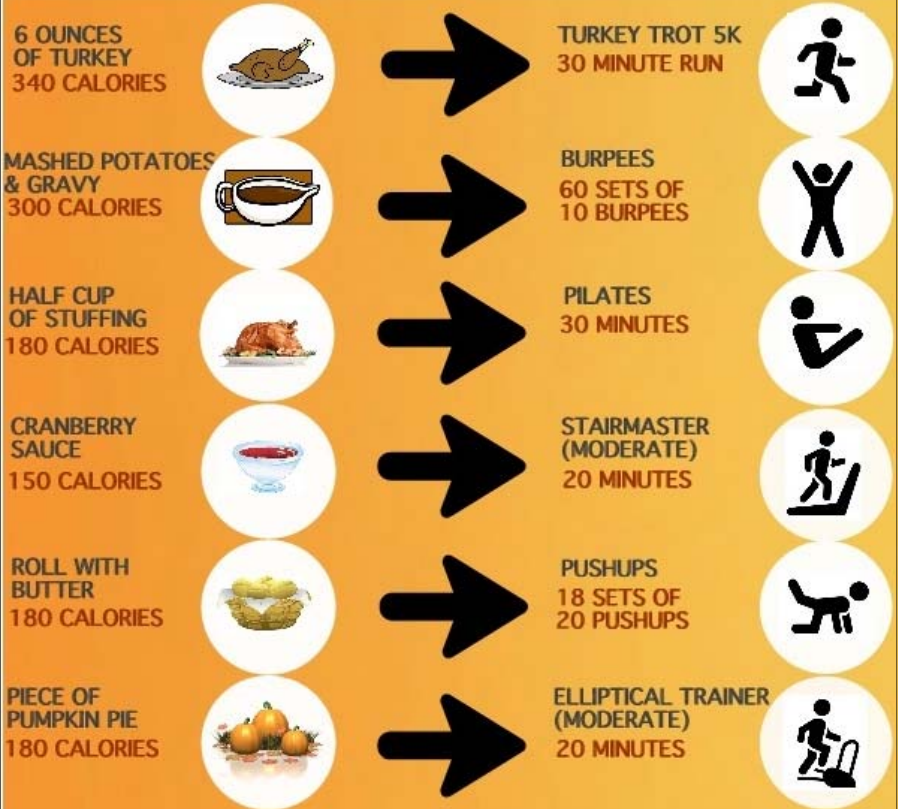 6 OUNCES
OF TURKEY
340 CALORIES
TURKEY TROT 5K
30 MINUTE RUN
MASHED POTATOES
& GRAVY
300 CALORIES
BURPEES
60 SETS OF
10 BURPEES
HALF CUP
OF STUFFING
180 CALORIES
PILATES
30 MINUTES
CRANBERRY
SAUCE
150 CALORIES
STAIRMASTER
(MODERATE)
20 MINUTES
ROLL WITH
BUTTER
180 CALORIES
PUSHUPS
18 SETS OF
20 PUSHUPS
PIECE OF
PUMPKIN PIE
180 CALORIES
ELLIPTICAL TRAINER
(MODERATE)
20 MINUTES